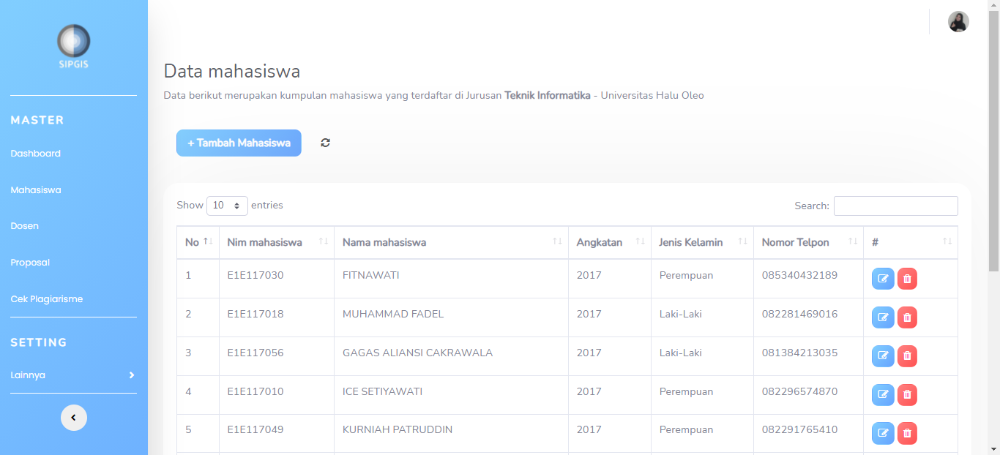 SIPGIS
MASTER
Dashboard
Mahasiswa
Dosen
Proposal
Cek Plagiarisme
SETTING
Lainnya
Data mahasiswa
Data berikut merupakan kumpulan mahasiswa yang terdaftar di Jurusan Teknik Informatika - Universitas Halu Oleo
+ Tambah Mahasiswa
Show 10 entries Search:
No Nim mahasiswa Nama mahasiswa Angkatan Jenis Kelamin Nomor Telpon #
1 E1E117030 FITNAWATI 2017 Perempuan 085340432189
2 E1E117018 MUHAMMAD FADEL 2017 Laki-Laki 082281469016
3 E1E117056 GAGAS ALIANSI CAKRAWALA 2017 Laki-Laki 081384213035
4 E1E117010 ICE SETIYAWATI 2017 Perempuan 082296574870
5 E1E117049 KURNIAH PATRUDDIN 2017 Perempuan 082291765410